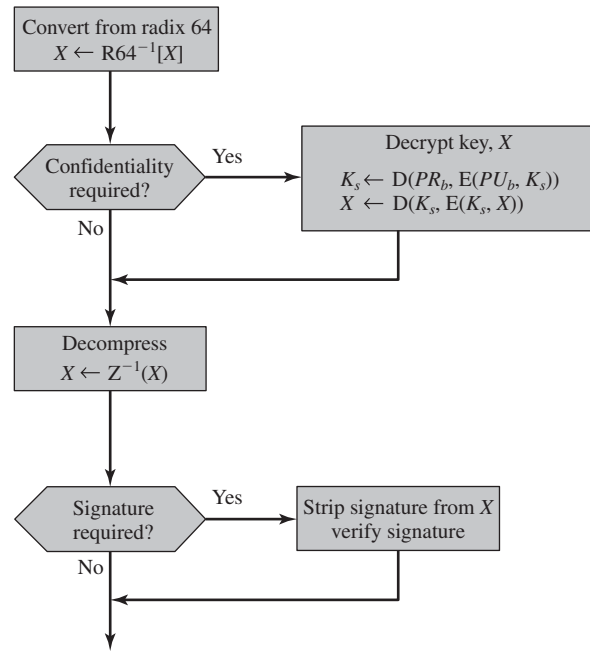 Convert from radix 64
X ← R64⁻¹[X]
Confidentiality
required?
Yes
No
Decrypt key, X
Kₛ ← D(PR_b, E(PU_b, Kₛ))
X ← D(Kₛ, E(Kₛ, X))
Decompress
X ← Z⁻¹(X)
Signature
required?
Yes
No
Strip signature from X
verify signature